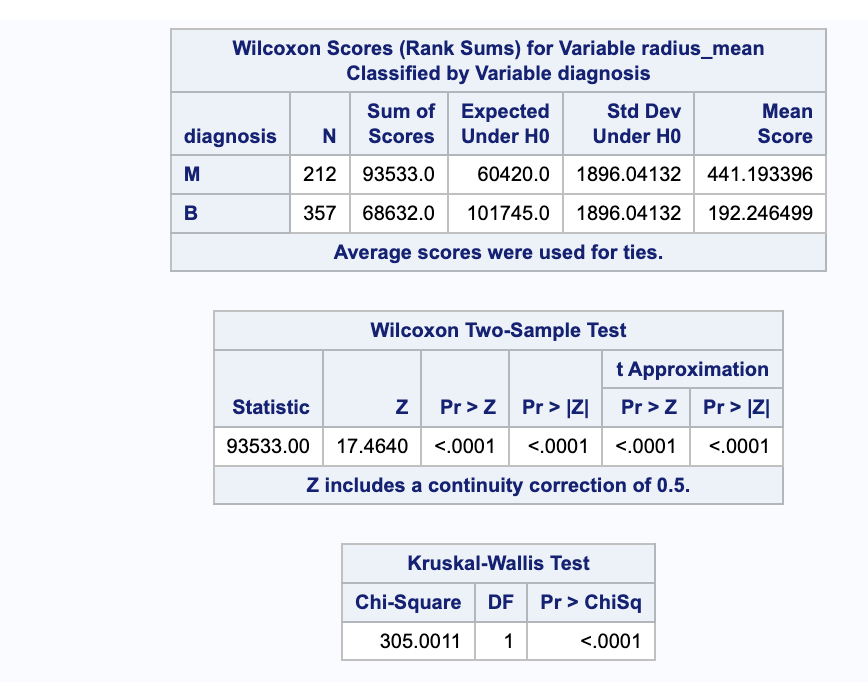 Wilcoxon Scores (Rank Sums) for Variable radius_mean
Classified by Variable diagnosis
diagnosis N Sum of Scores Expected Under H0 Std Dev Under H0 Mean Score
M 212 93533.0 60420.0 1896.04132 441.193396
B 357 68632.0 101745.0 1896.04132 192.246499
Average scores were used for ties.
Wilcoxon Two-Sample Test
t Approximation
Statistic Z Pr > Z Pr > |Z| Pr > Z Pr > |Z|
93533.00 17.4640 <.0001 <.0001 <.0001 <.0001
Z includes a continuity correction of 0.5.
Kruskal-Wallis Test
Chi-Square DF Pr > ChiSq
305.0011 1 <.0001